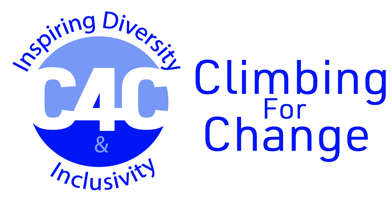 Inspiring Diversity
C4C
&
Inclusivity
Climbing
For
Change